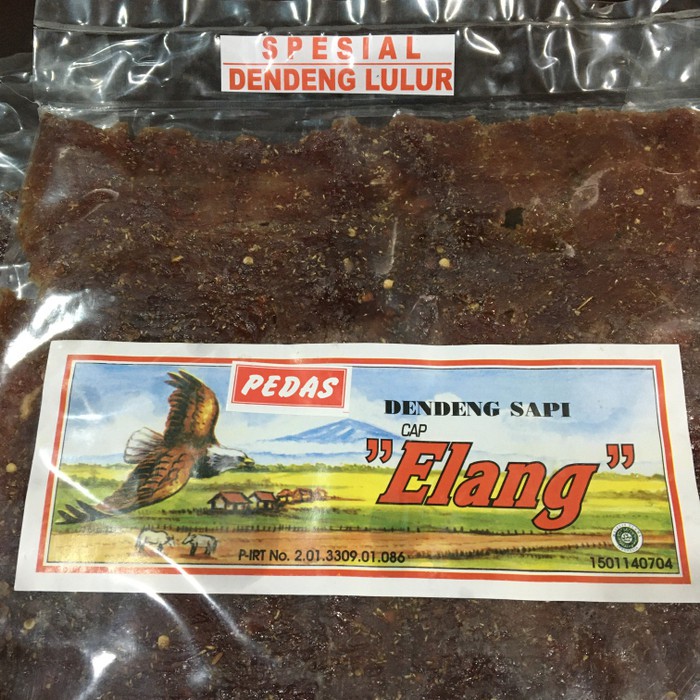 SPESIAL
DENDENG LULUR
PEDAS
DENDENG SAPI
CAP
"Elang"
P-IRT No. 2.01.3309.01.086
1501140704